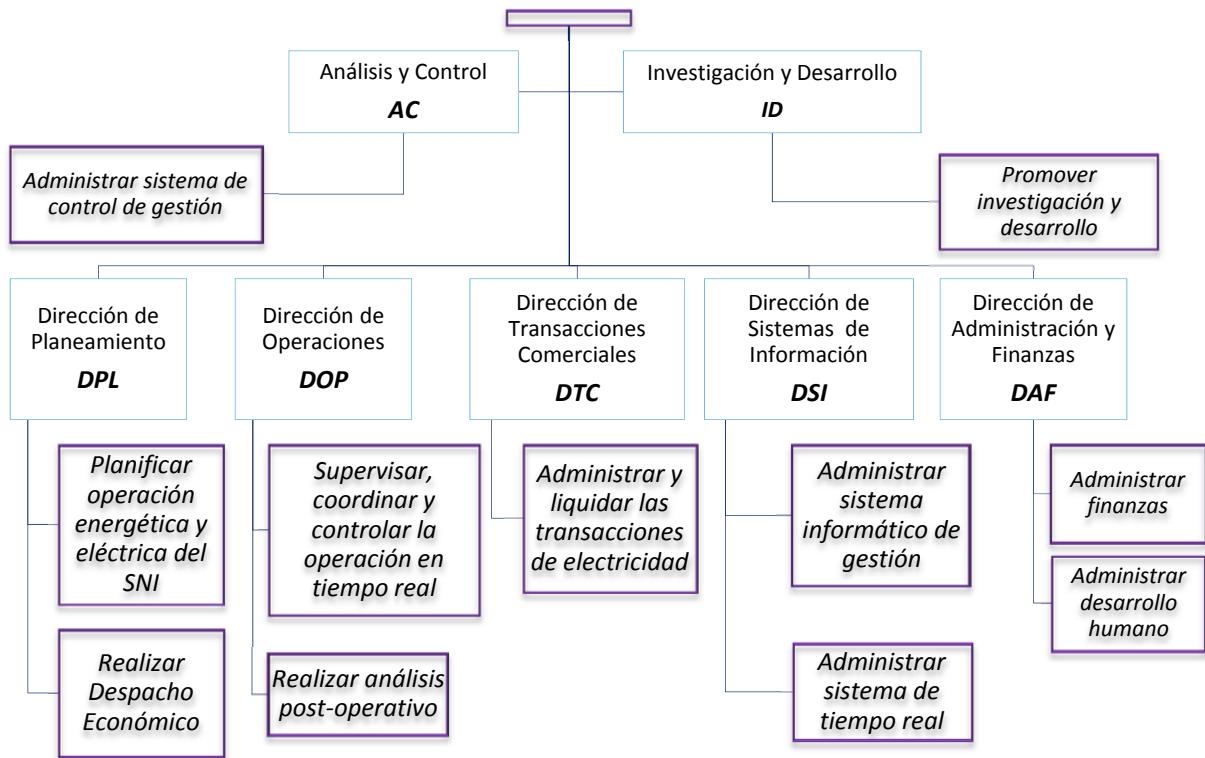 Análisis y Control
AC
Investigación y Desarrollo
ID
Administrar sistema de
control de gestión
Promover
investigación y
desarrollo
Dirección de
Planeamiento
DPL
Dirección de
Operaciones
DOP
Dirección de
Transacciones
Comerciales
DTC
Dirección de
Sistemas de
Información
DSI
Dirección de
Administración y
Finanzas
DAF
Planificar
operación
energética y
eléctrica del
SNI
Supervisar,
coordinar y
controlar la
operación en
tiempo real
Administrar y
liquidar las
transacciones
de electricidad
Administrar
sistema
informático de
gestión
Administrar
finanzas
Administrar
desarrollo
humano
Realizar
Despacho
Económico
Realizar análisis
post-operativo
Administrar
sistema de
tiempo real